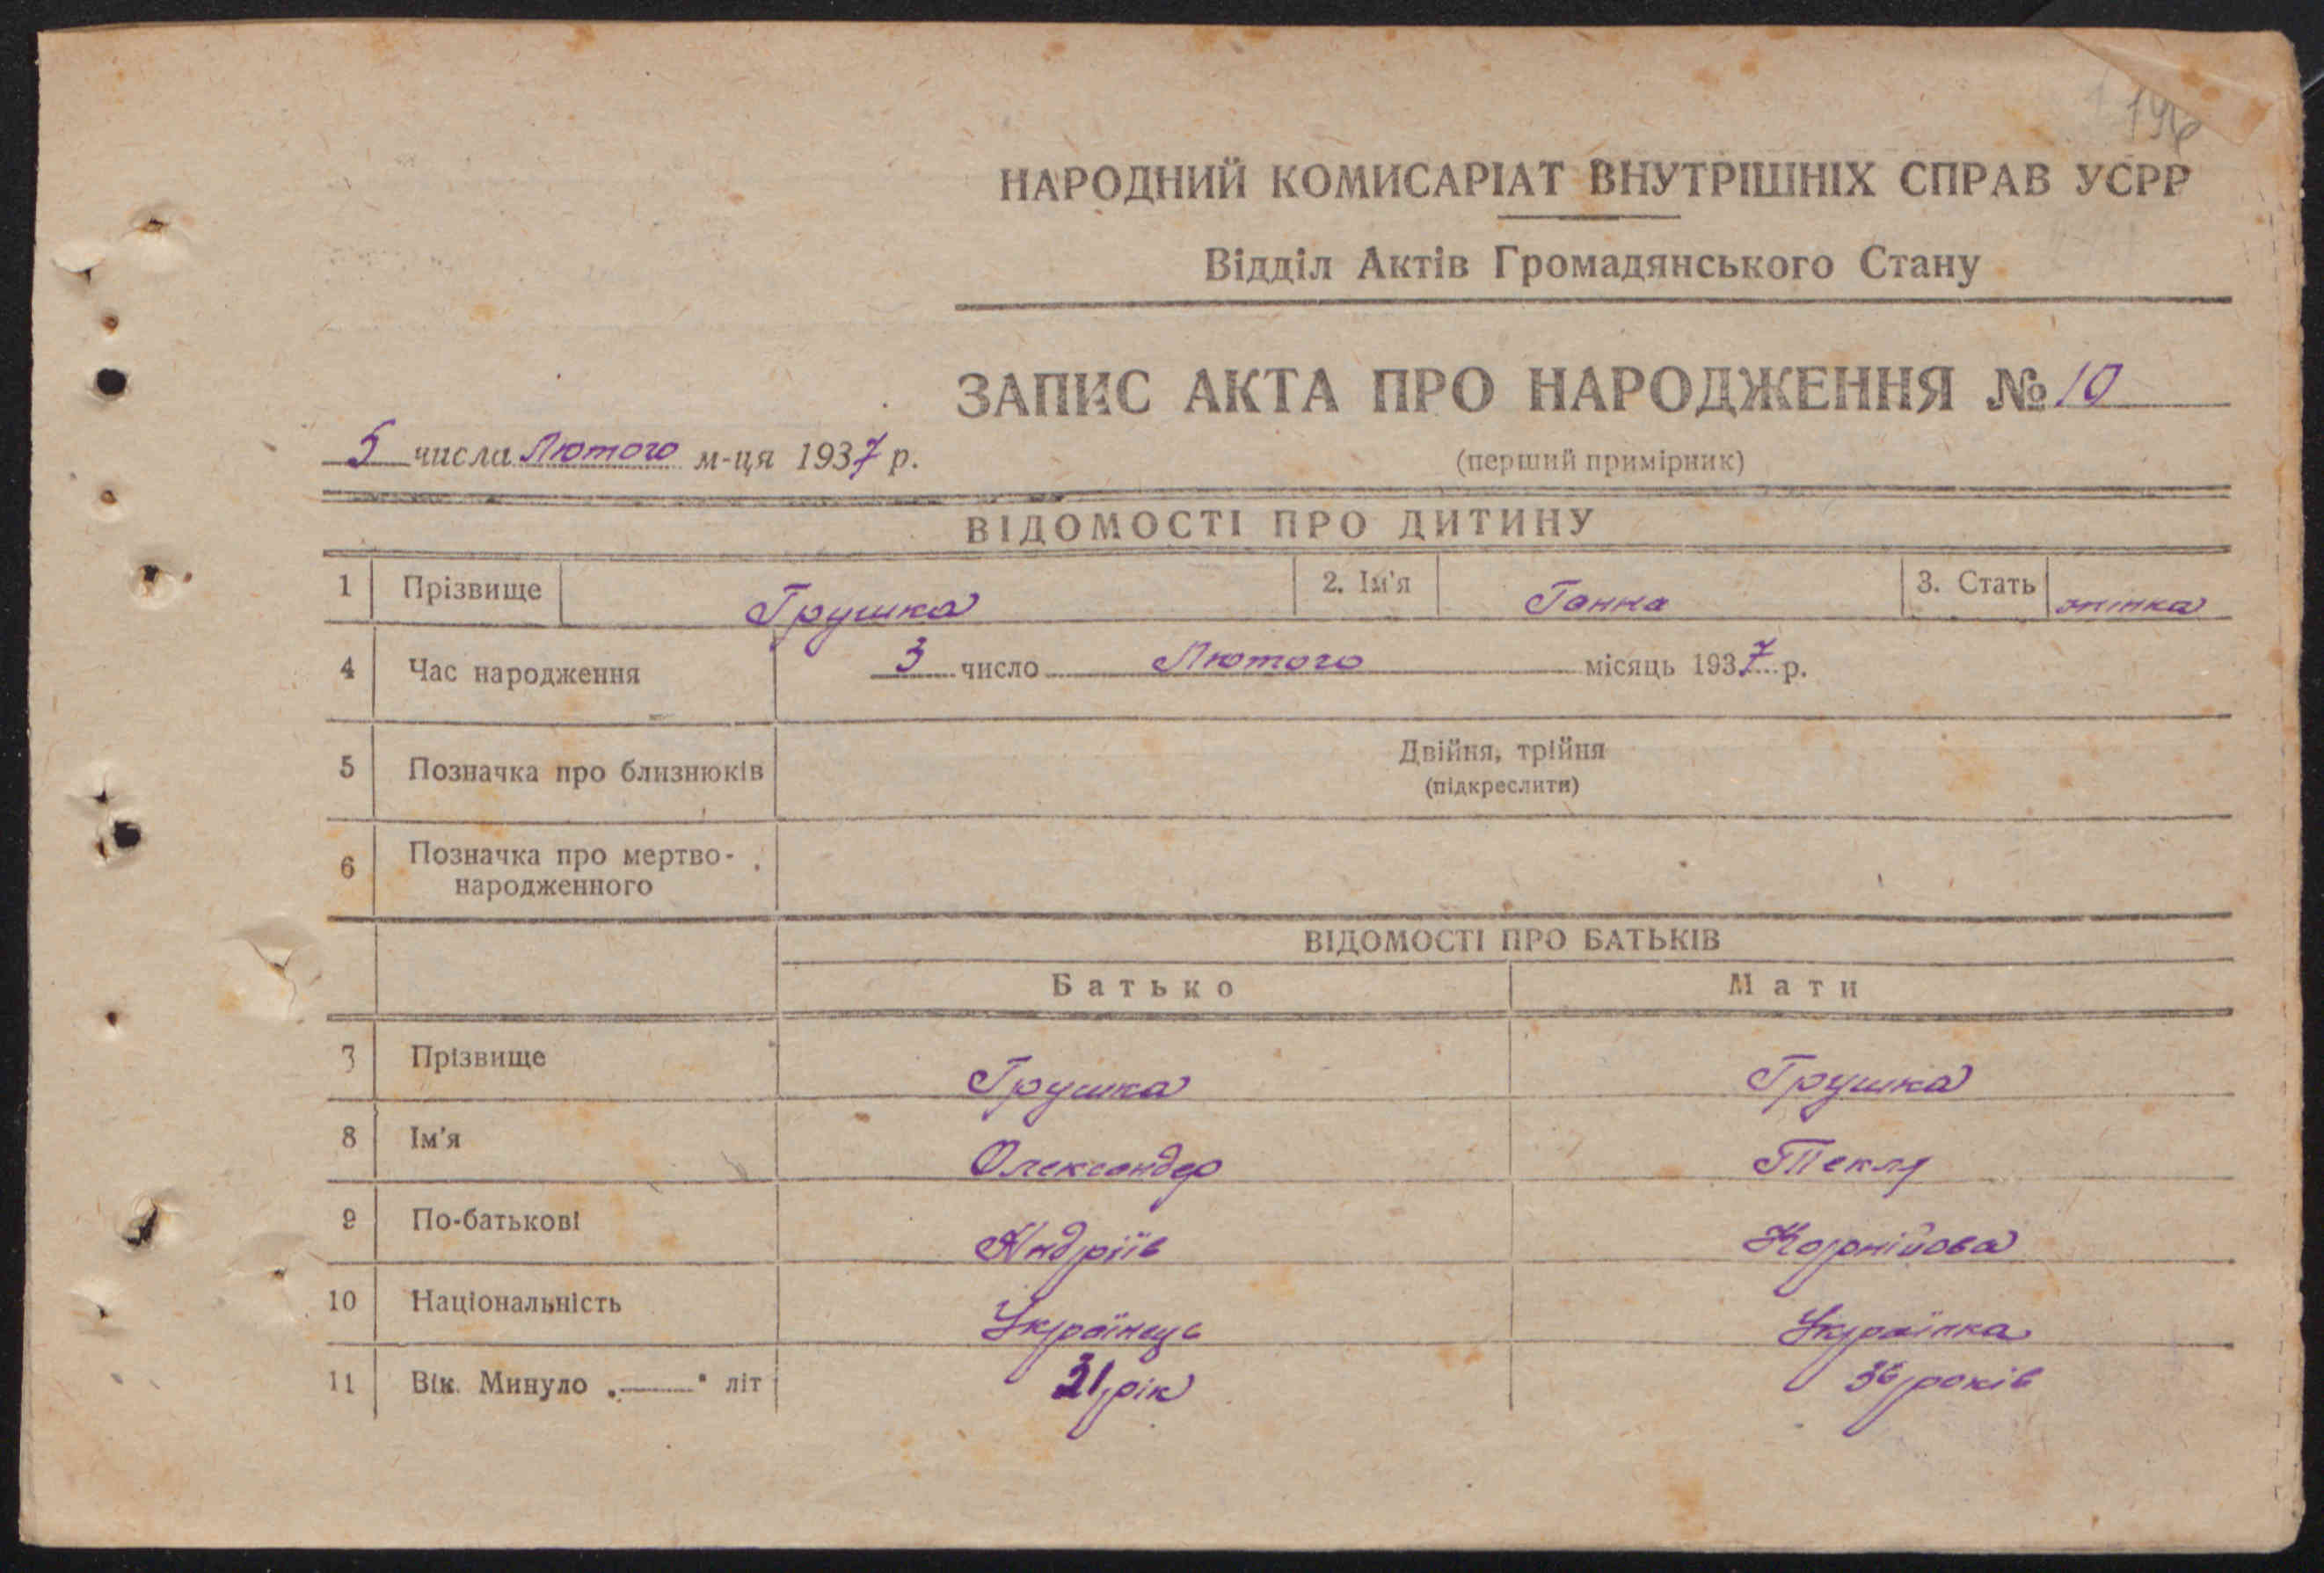 196
НАРОДНИЙ КОМИСАРІАТ ВНУТРІШНІХ СПРАВ УСРР
Відділ Актів Громадянського Стану
ЗАПИС АКТА ПРО НАРОДЖЕННЯ № 10
5 числа Лютого м-ця 1937 р.
(перший примірник)
ВІДОМОСТІ ПРО ДИТИНУ
1 Прізвище Грушка 2. Ім'я Ганна 3. Стать жінка
4 Час народження 3 число Лютого місяць 1937 р.
5 Позначка про близнюків Двійня, трійня
(підкреслити)
6 Позначка про мертво-
народженного
ВІДОМОСТІ ПРО БАТЬКІВ
Батько Мати
7 Прізвище Грушка Грушка
8 Ім'я Олександер Текля
9 По-батькові Андріїв Корнійова
10 Національність Українець Українка
11 Вік. Минуло „ " літ 31 рік 36 років